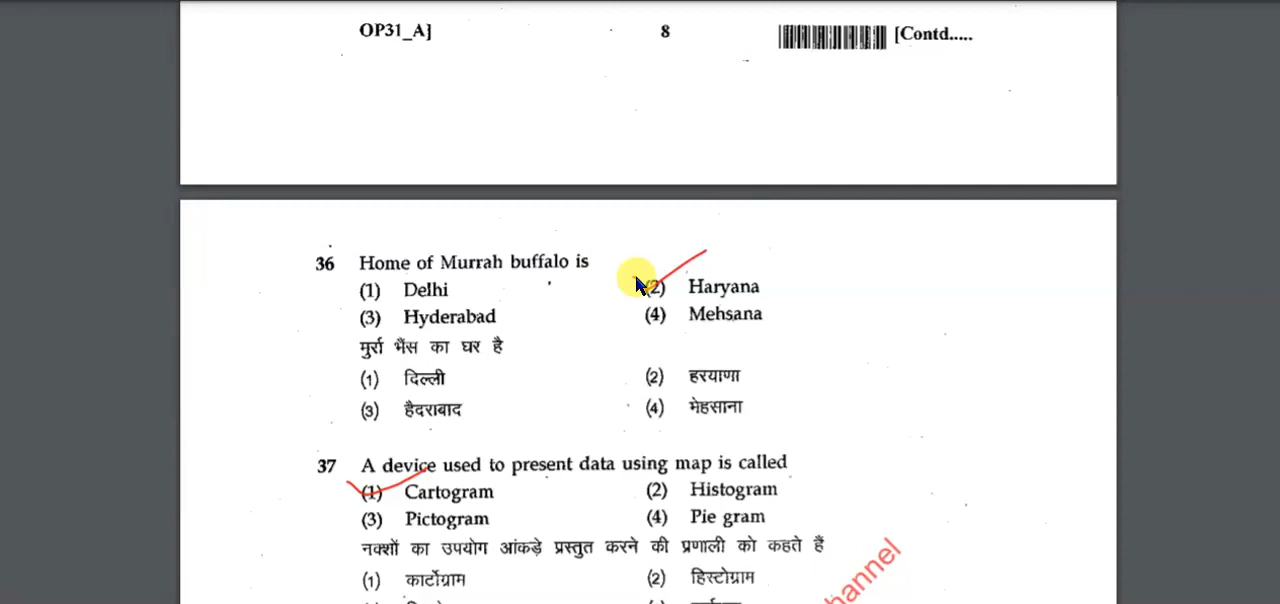 OP31_A] 8 [Contd.....
36 Home of Murrah buffalo is
(1) Delhi (2) Haryana
(3) Hyderabad (4) Mehsana
मुर्रा भैंस का घर है
(1) दिल्ली (2) हरयाणा
(3) हैदराबाद (4) मेहसाना
37 A device used to present data using map is called
(1) Cartogram (2) Histogram
(3) Pictogram (4) Pie gram
नक्शों का उपयोग आंकड़े प्रस्तुत करने की प्रणाली को कहते हैं
(1) कार्टोग्राम (2) हिस्टोग्राम
hannel